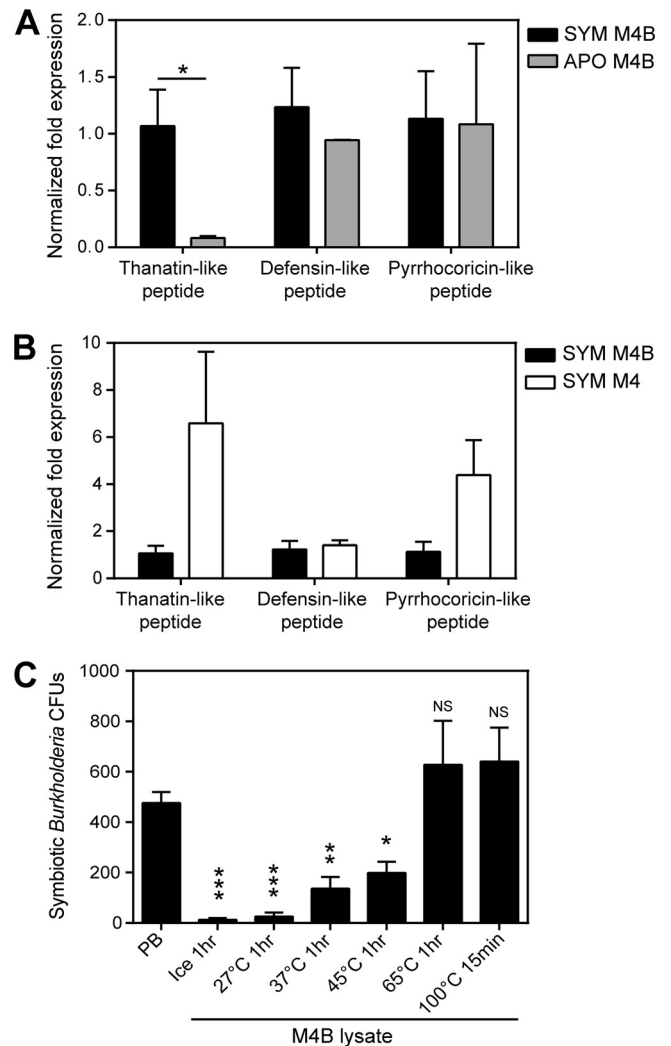 A
SYM M4B
APO M4B
Normalized fold expression
2.0
1.5
1.0
0.5
0.0
*
Thanatin-like peptide
Defensin-like peptide
Pyrrhocoricin-like peptide
B
SYM M4B
SYM M4
Normalized fold expression
10
8
6
4
2
0
Thanatin-like peptide
Defensin-like peptide
Pyrrhocoricin-like peptide
C
Symbiotic Burkholderia CFUs
1000
800
600
400
200
0
***
***
**
*
NS
NS
PB
Ice 1hr
27°C 1hr
37°C 1hr
45°C 1hr
65°C 1hr
100°C 15min
M4B lysate